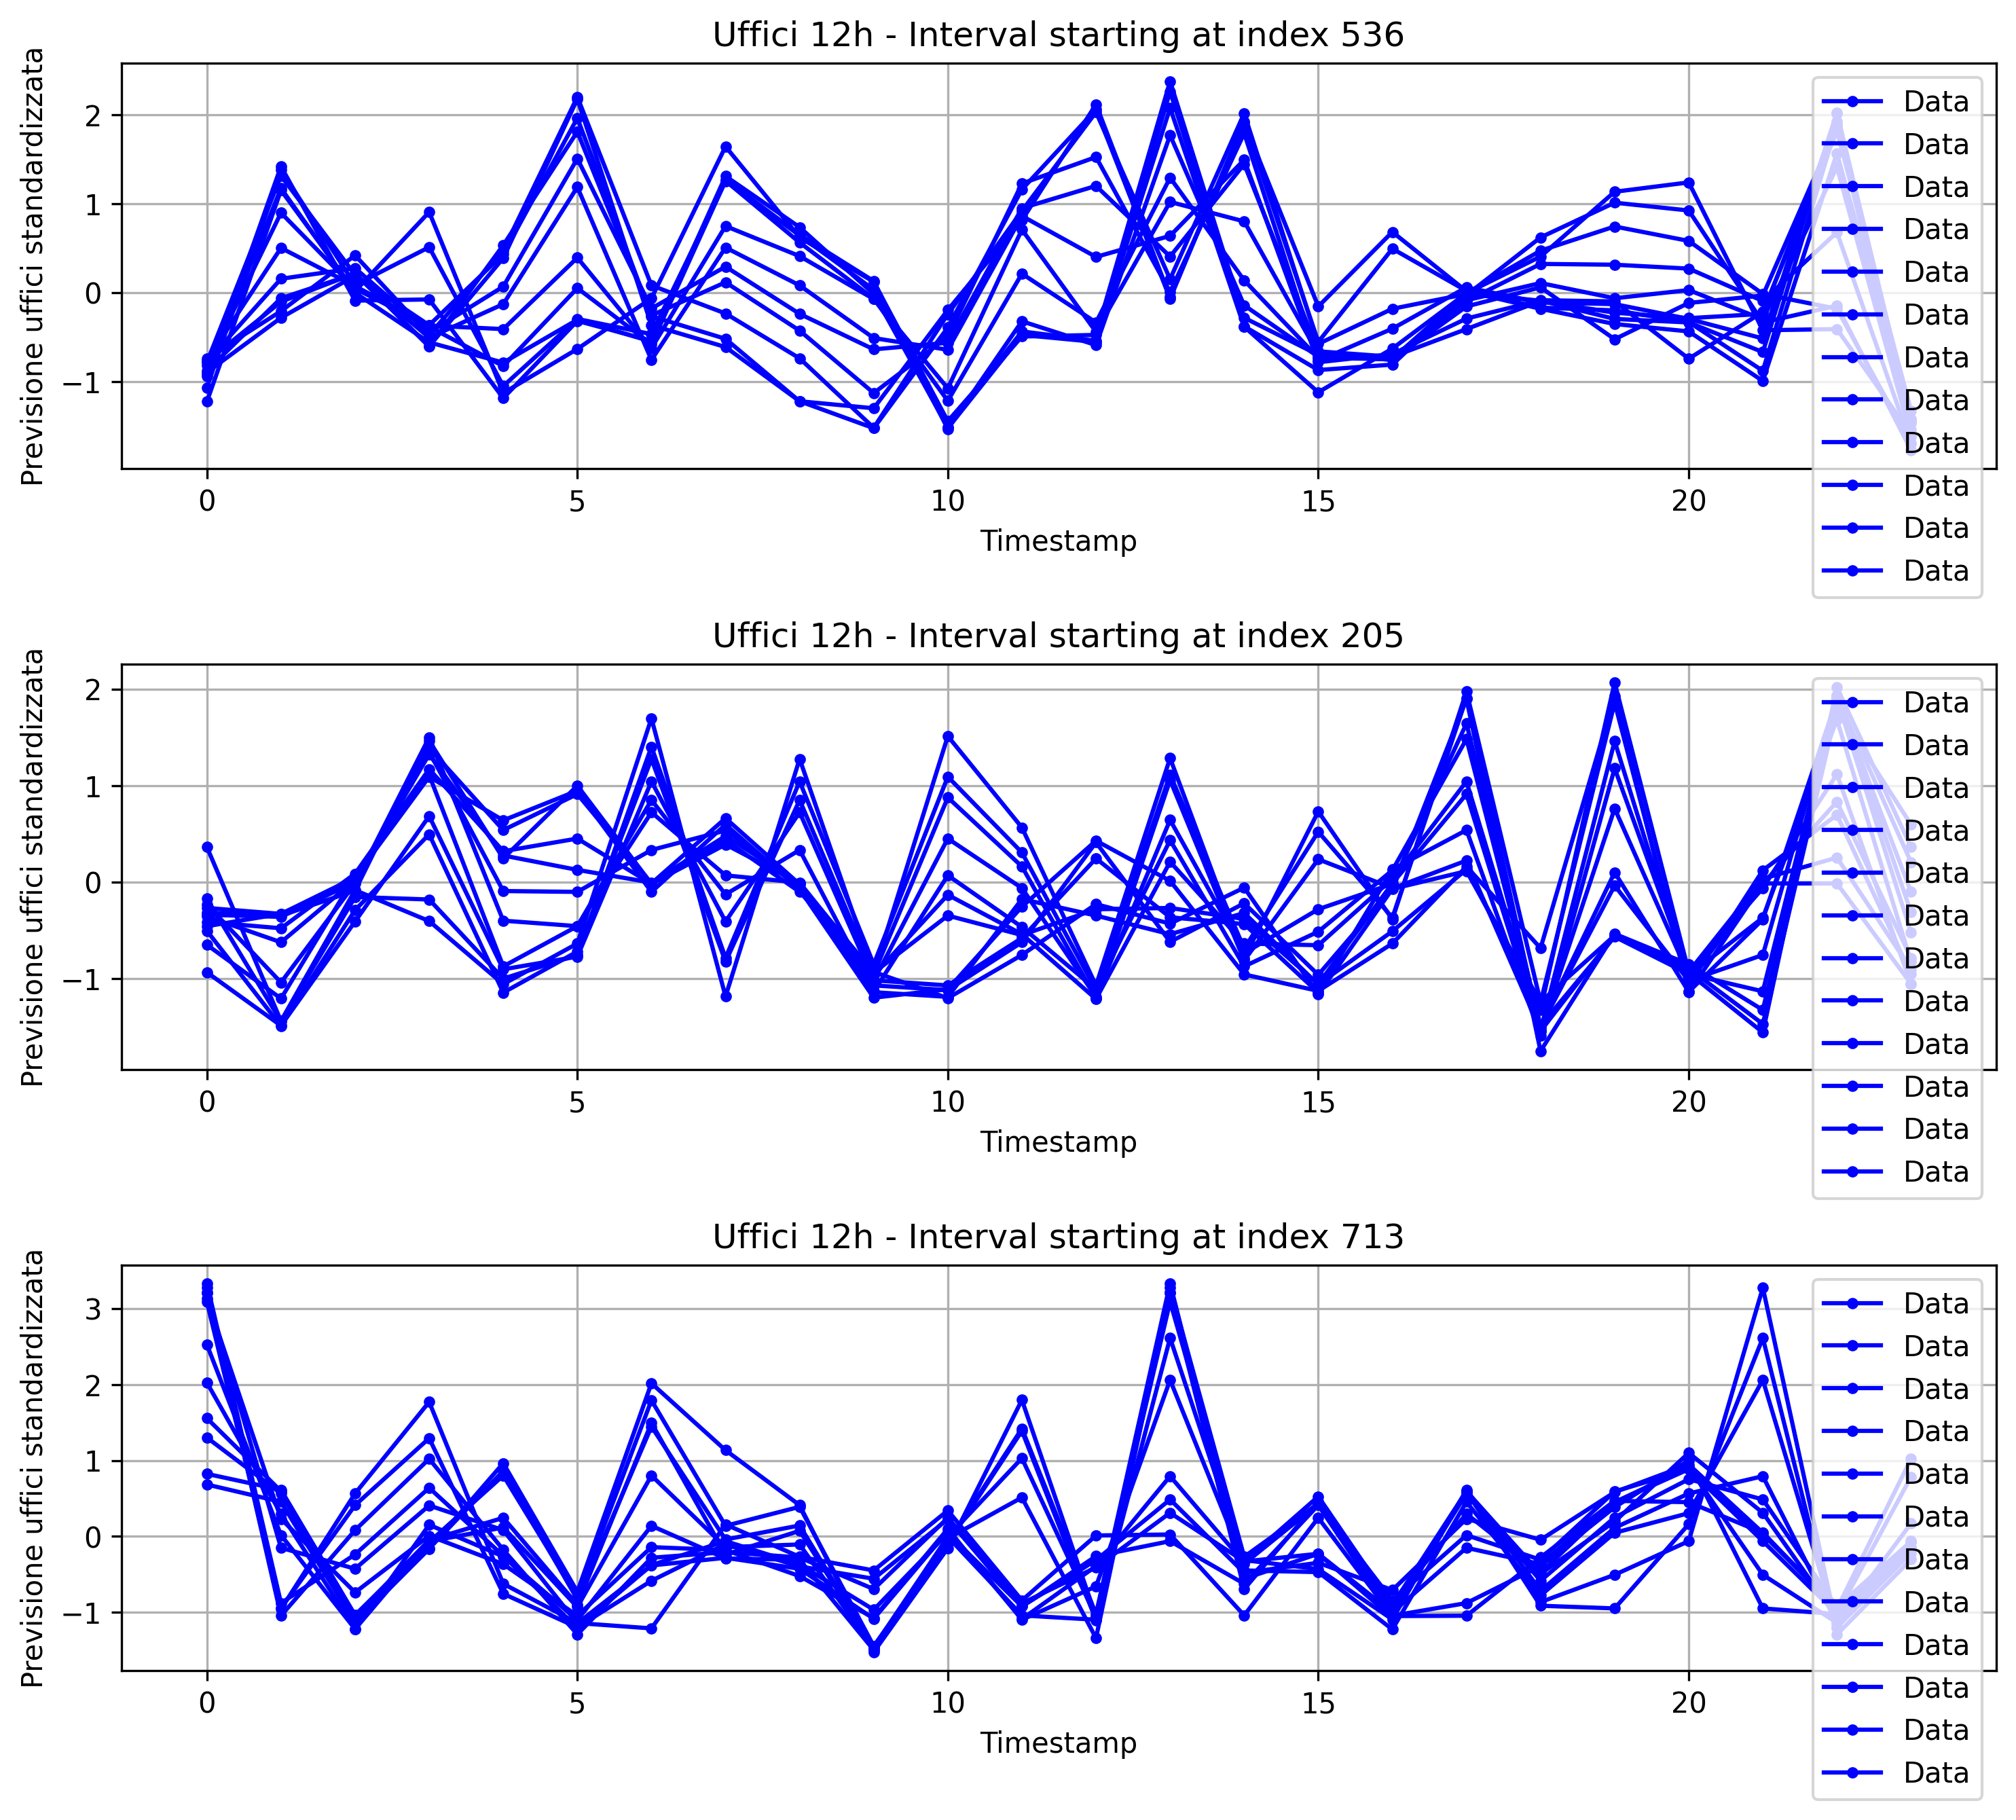 Uffici 12h - Interval starting at index 536
Previsione uffici standardizzata
2
1
0
−1
Data
Data
Data
Data
Data
Data
Data
Data
Data
Data
Data
Data
0 5 10 15 20
Timestamp
Uffici 12h - Interval starting at index 205
Previsione uffici standardizzata
2
1
0
−1
Data
Data
Data
Data
Data
Data
Data
Data
Data
Data
Data
Data
0 5 10 15 20
Timestamp
Uffici 12h - Interval starting at index 713
Previsione uffici standardizzata
3
2
1
0
−1
Data
Data
Data
Data
Data
Data
Data
Data
Data
Data
Data
Data
0 5 10 15 20
Timestamp